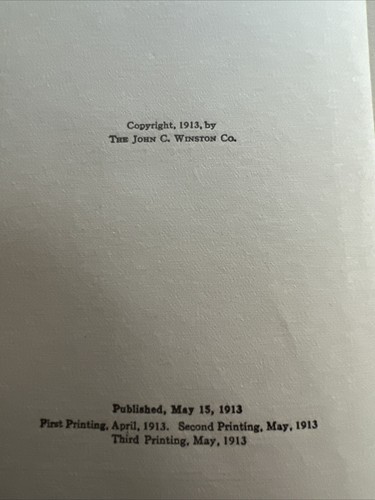 Copyright, 1913, by
THE JOHN C. WINSTON CO.
Published, May 15, 1913
First Printing, April, 1913. Second Printing, May, 1913
Third Printing, May, 1913